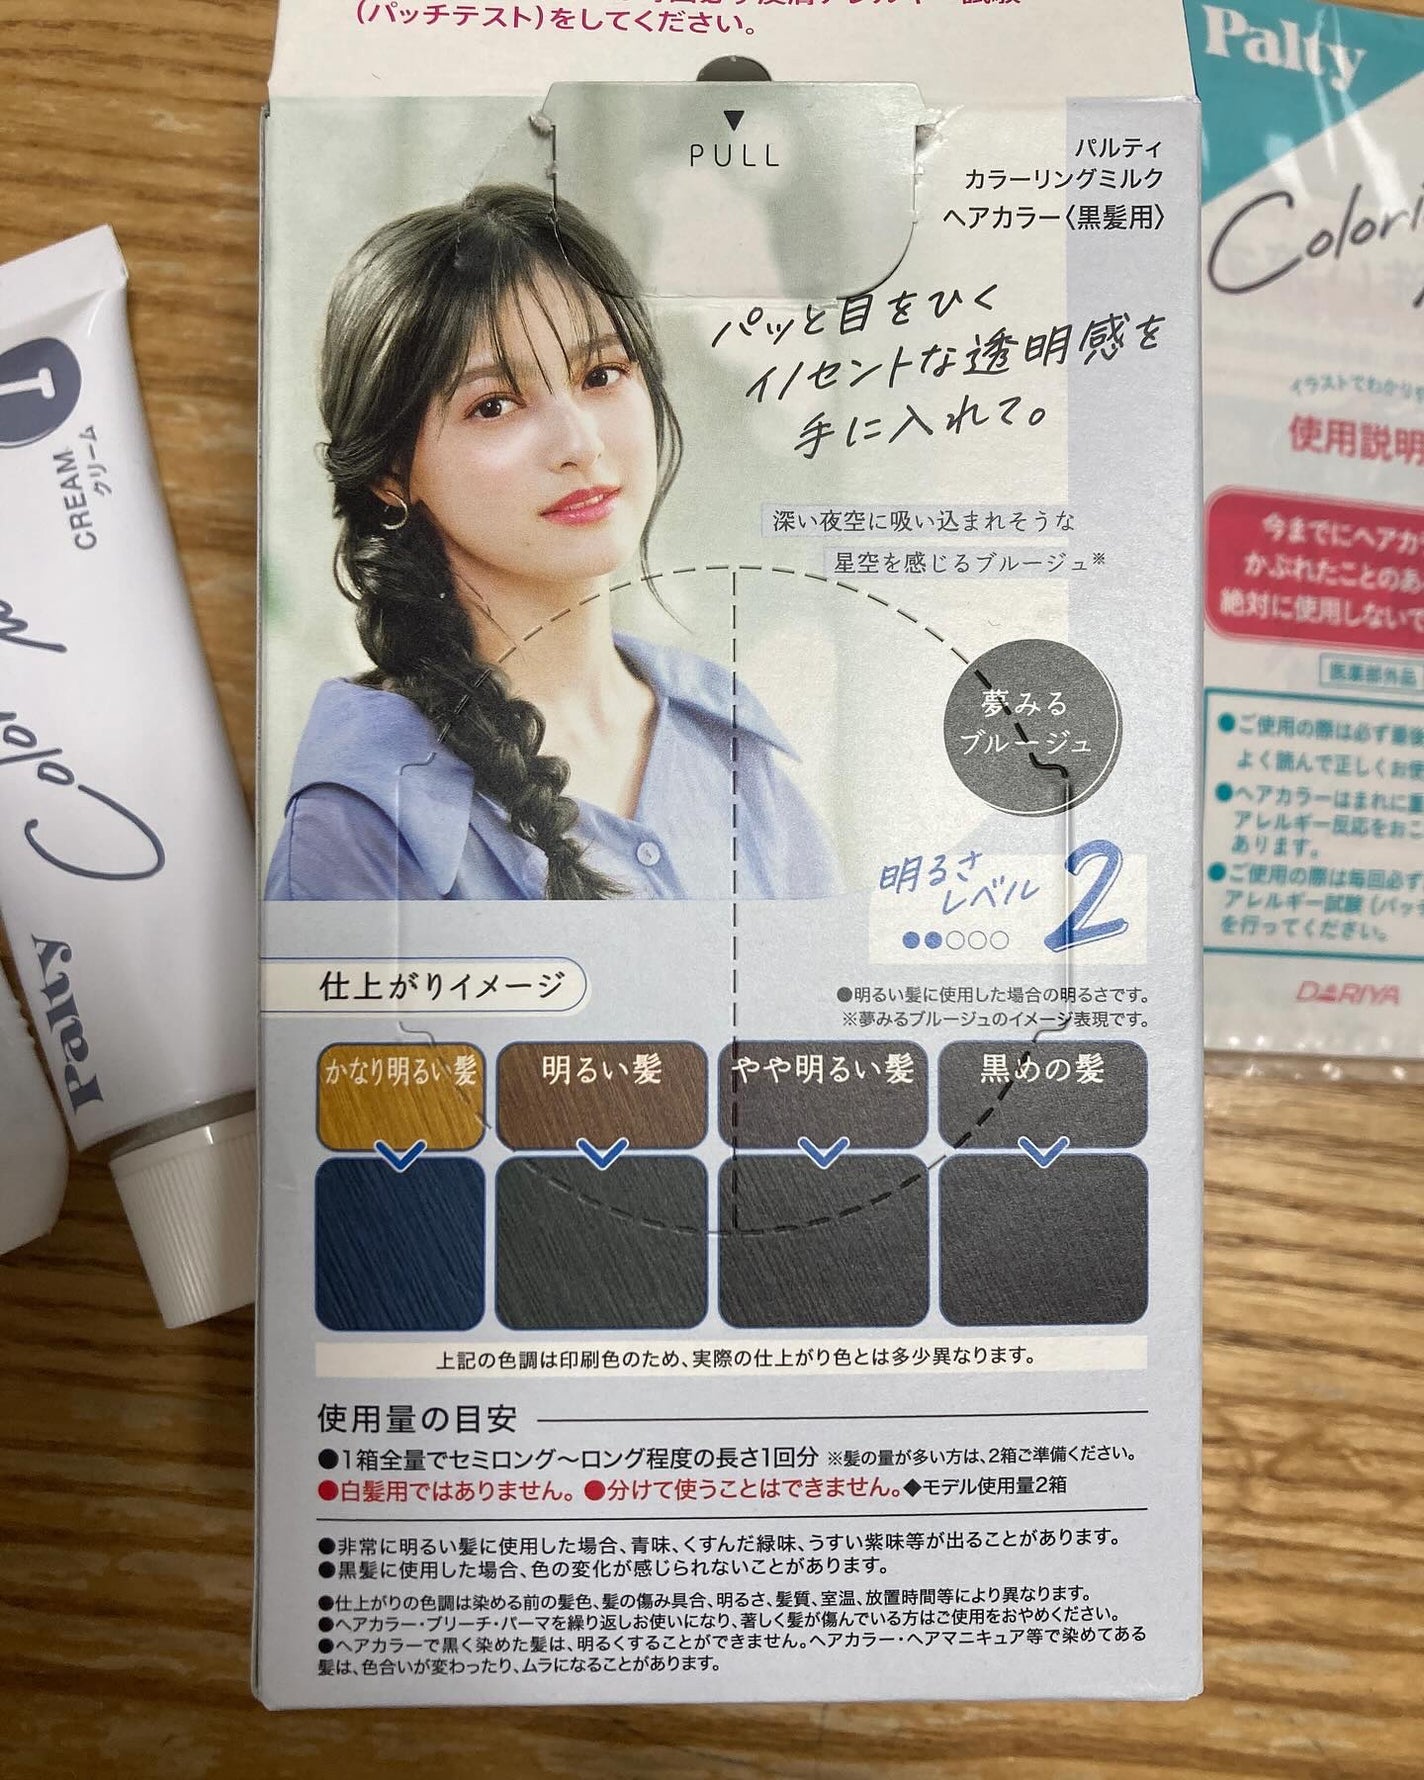 (パッチテスト)をしてください。
▼
PULL
パルティ
カラーリングミルク
ヘアカラー〈黒髪用〉
パッと目をひく
イノセントな透明感を
手に入れて。
深い夜空に吸い込まれそうな
星空を感じるブルージュ※
夢みる
ブルージュ
明るさ
レベル 2
●●○○○
●明るい髪に使用した場合の明るさです。
※夢みるブルージュのイメージ表現です。
仕上がりイメージ
かなり明るい髪 明るい髪 やや明るい髪 黒めの髪
上記の色調は印刷色のため、実際の仕上がり色とは多少異なります。
使用量の目安
●1箱全量でセミロング〜ロング程度の長さ1回分 ※髪の量が多い方は、2箱ご準備ください。
●白髪用ではありません。 ●分けて使うことはできません。◆モデル使用量2箱
●非常に明るい髪に使用した場合、青味、くすんだ緑味、うすい紫味等が出ることがあります。
●黒髪に使用した場合、色の変化が感じられないことがあります。
●仕上がりの色調は染める前の髪色、髪の傷み具合、明るさ、髪質、室温、放置時間等により異なります。
●ヘアカラー・ブリーチ・パーマを繰り返しお使いになり、著しく髪が傷んでいる方はご使用をおやめください。
●ヘアカラーで黒く染めた髪は、明るくすることができません。ヘアカラー・ヘアマニキュア等で染めてある
髪は、色合いが変わったり、ムラになることがあります。
1
CREAM
クリーム
Palty
Palty
Colori
イラストでわかりや
使用説明
今までにヘアカラ
かぶれたことのあ
絶対に使用しないで
医薬部外品
●ご使用の際は必ず最後
よく読んで正しくお使
●ヘアカラーはまれに重
アレルギー反応をおこ
あります。
●ご使用の際は毎回必ず
アレルギー試験(パッ
を行ってください。
DARIYA